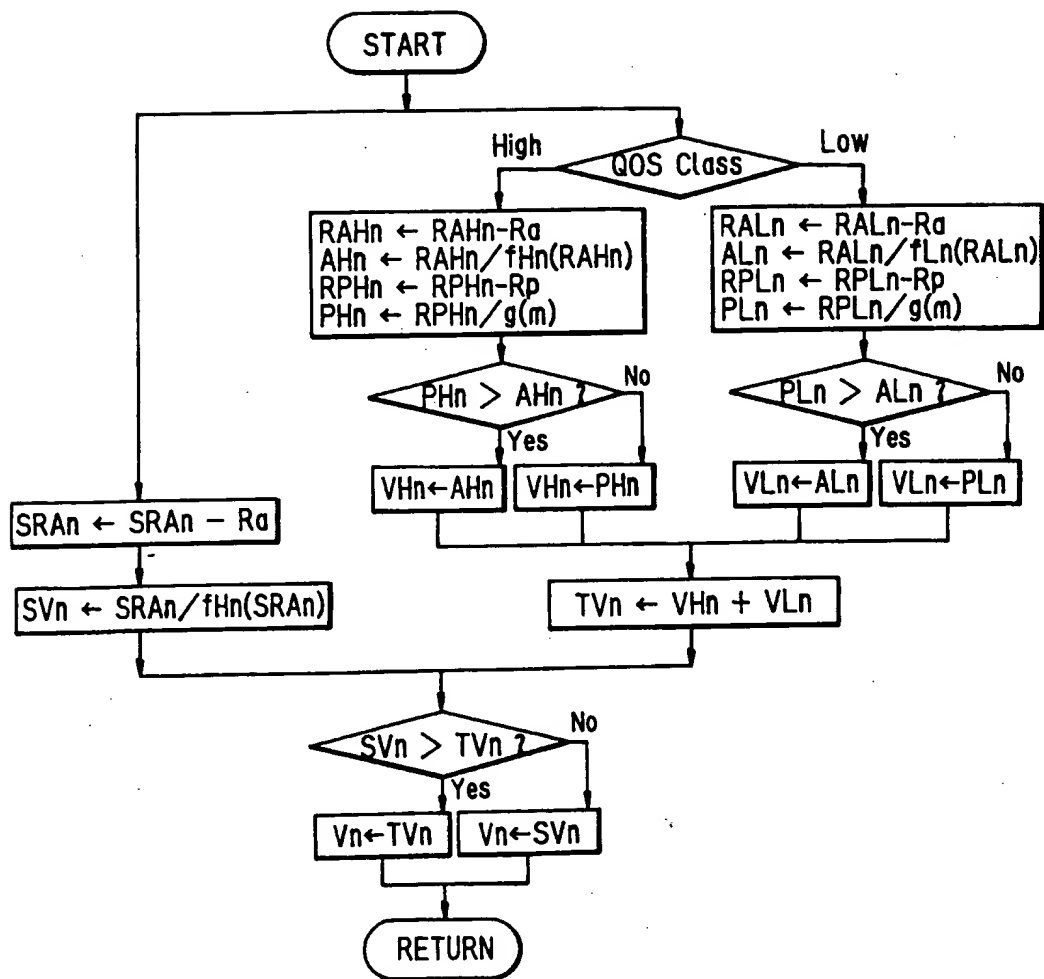 START
High
QOS Class
Low
RAHn ← RAHn-Ra
AHn ← RAHn/fHn(RAHn)
RPHn ← RPHn-Rp
PHn ← RPHn/g(m)
RALn ← RALn-Ra
ALn ← RALn/fLn(RALn)
RPLn ← RPLn-Rp
PLn ← RPLn/g(m)
PHn > AHn ?
No
Yes
PLn > ALn ?
No
Yes
VHn←AHn
VHn←PHn
VLn←ALn
VLn←PLn
SRAn ← SRAn - Ra
SVn ← SRAn/fHn(SRAn)
TVn ← VHn + VLn
SVn > TVn ?
No
Yes
Vn←TVn
Vn←SVn
RETURN